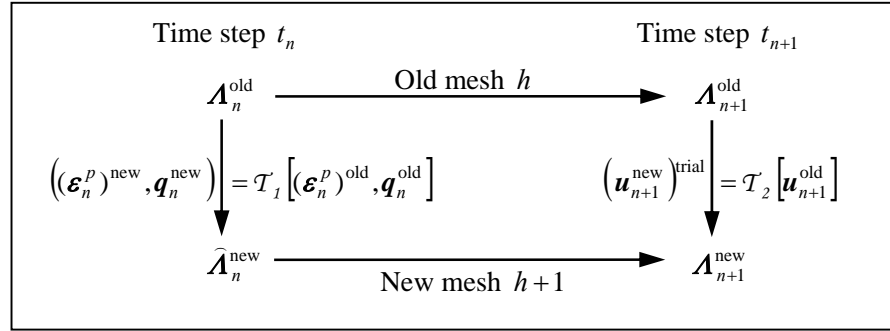 Time step t_n Time step t_{n+1}
Λ_n^{old} Old mesh h Λ_{n+1}^{old}
((ε_n^p)^{new}, q_n^{new}) = 𝒯_1[(ε_n^p)^{old}, q_n^{old}] (u_{n+1}^{new})^{trial} = 𝒯_2[u_{n+1}^{old}]
Λ̂_n^{new} New mesh h+1 Λ_{n+1}^{new}